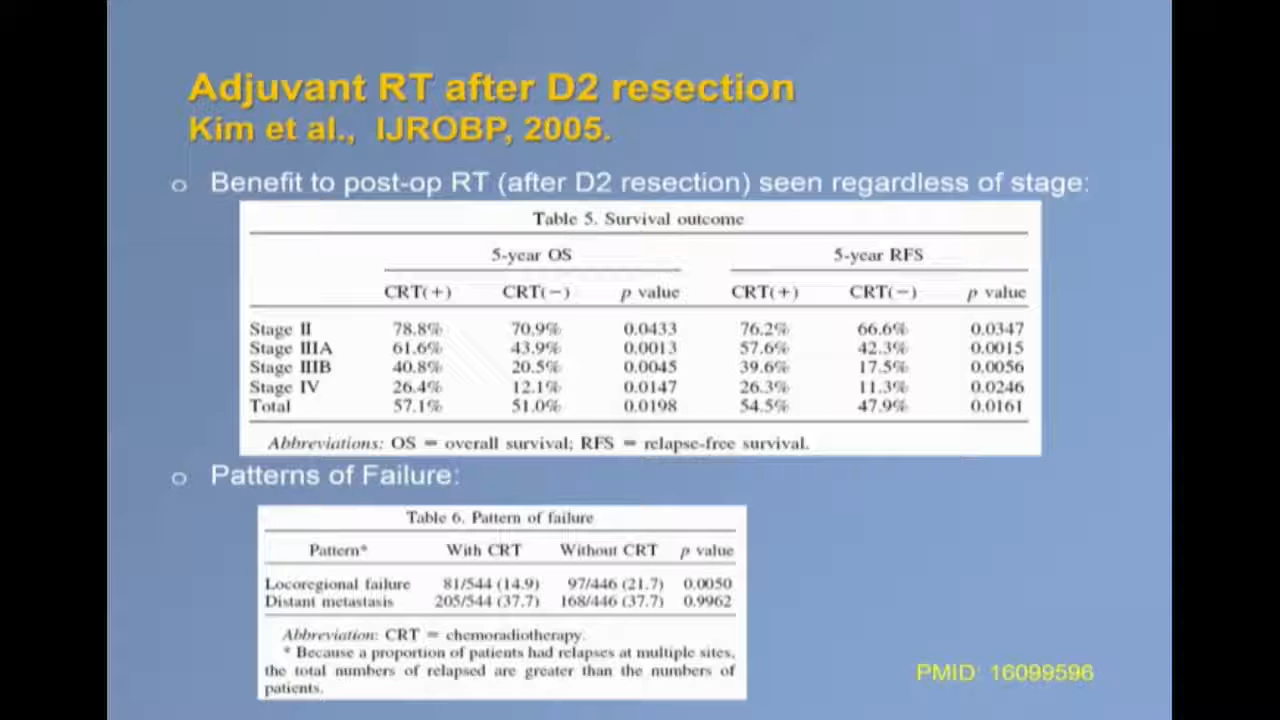 Adjuvant RT after D2 resection
Kim et al., IJROBP, 2005.
o Benefit to post-op RT (after D2 resection) seen regardless of stage:
Table 5. Survival outcome
5-year OS 5-year RFS
CRT(+) CRT(−) p value CRT(+) CRT(−) p value
Stage II 78.8% 70.9% 0.0433 76.2% 66.6% 0.0347
Stage IIIA 61.6% 43.9% 0.0013 57.6% 42.3% 0.0015
Stage IIIB 40.8% 20.5% 0.0045 39.6% 17.5% 0.0056
Stage IV 26.4% 12.1% 0.0147 26.3% 11.3% 0.0246
Total 57.1% 51.0% 0.0198 54.5% 47.9% 0.0161
Abbreviations: OS = overall survival; RFS = relapse-free survival.
o Patterns of Failure:
Table 6. Pattern of failure
Pattern* With CRT Without CRT p value
Locoregional failure 81/544 (14.9) 97/446 (21.7) 0.0050
Distant metastasis 205/544 (37.7) 168/446 (37.7) 0.9962
Abbreviation: CRT = chemoradiotherapy.
* Because a proportion of patients had relapses at multiple sites,
the total numbers of relapsed are greater than the numbers of
patients.
PMID: 16099596